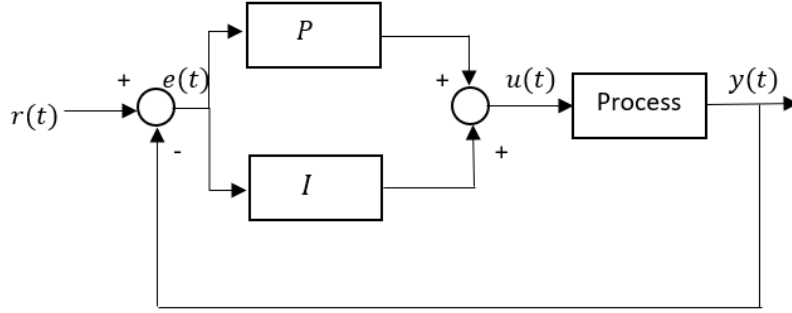 P
+
e(t)
+
u(t)
y(t)
Process
r(t)
-
+
I